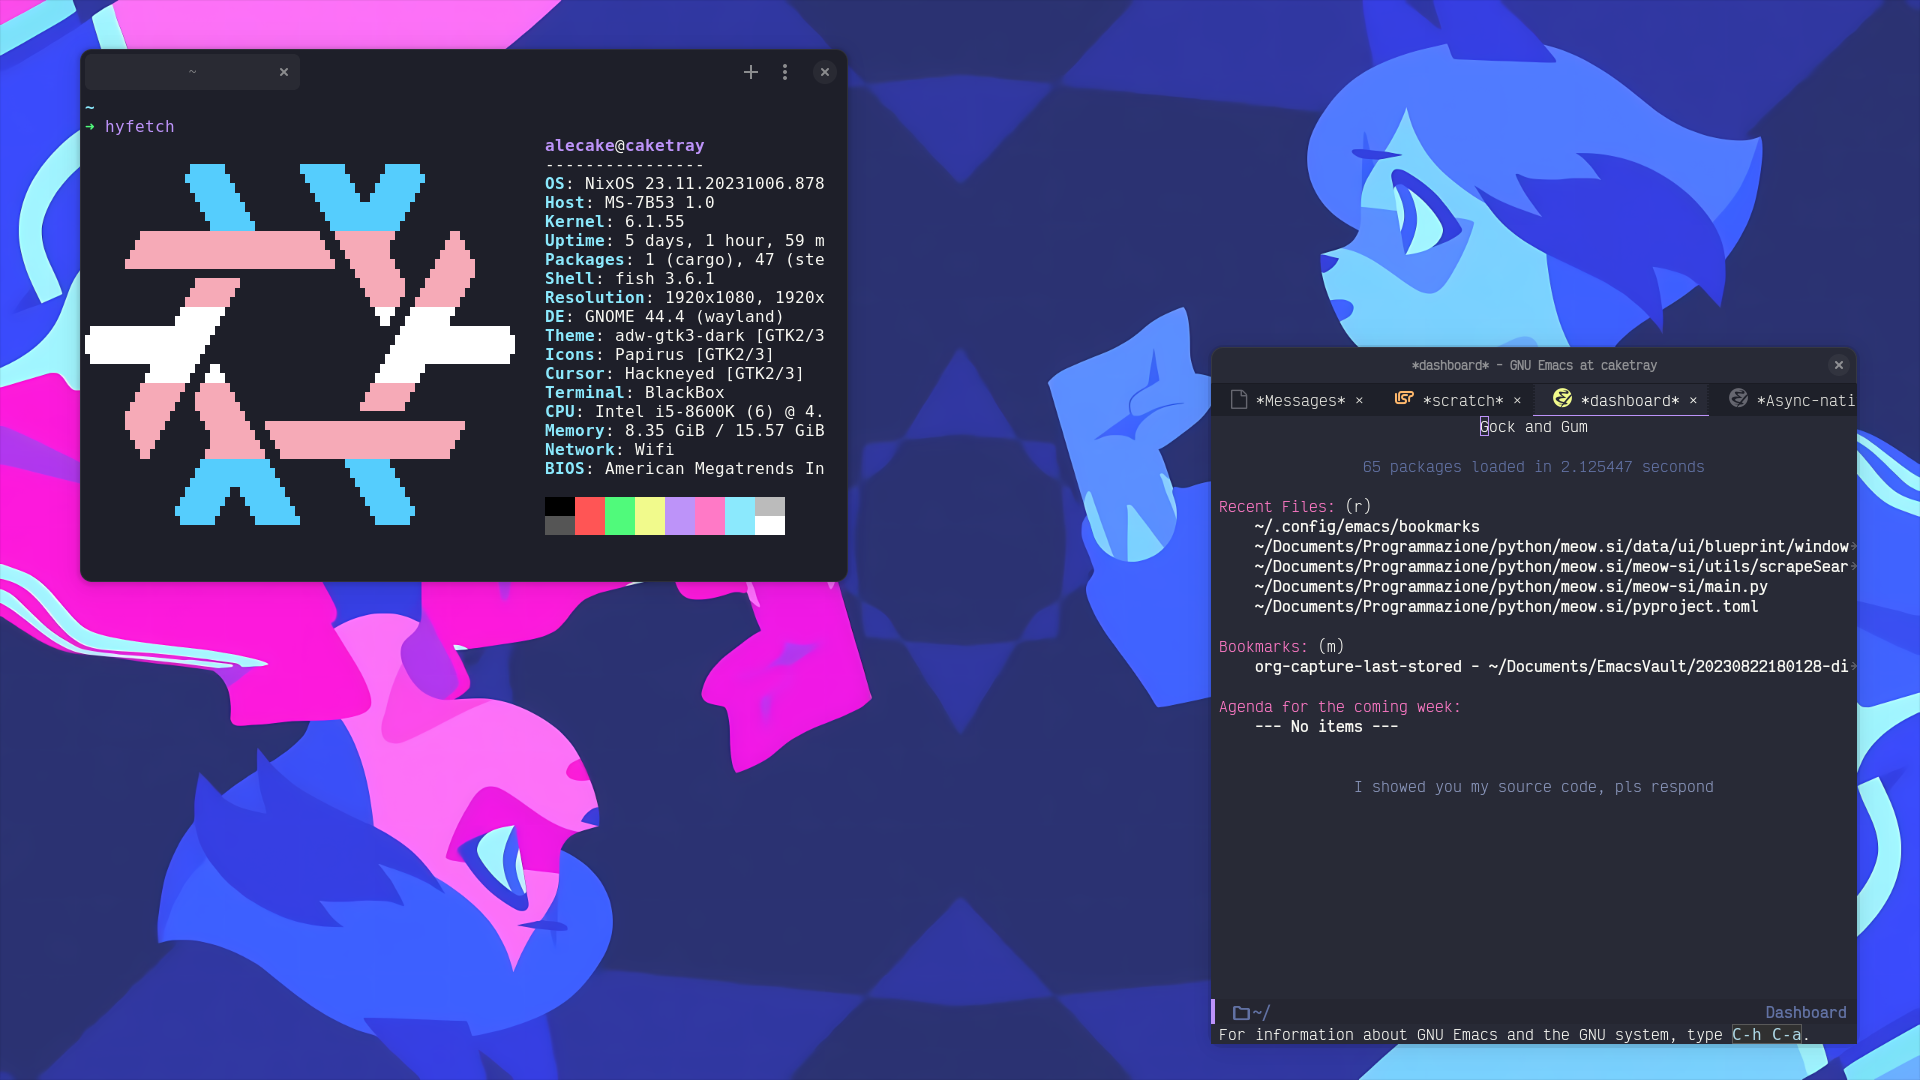 ~
~
➜ hyfetch
alecake@caketray
----------------
OS: NixOS 23.11.20231006.878
Host: MS-7B53 1.0
Kernel: 6.1.55
Uptime: 5 days, 1 hour, 59 m
Packages: 1 (cargo), 47 (ste
Shell: fish 3.6.1
Resolution: 1920x1080, 1920x
DE: GNOME 44.4 (wayland)
Theme: adw-gtk3-dark [GTK2/3
Icons: Papirus [GTK2/3]
Cursor: Hackneyed [GTK2/3]
Terminal: BlackBox
CPU: Intel i5-8600K (6) @ 4.
Memory: 8.35 GiB / 15.57 GiB
Network: Wifi
BIOS: American Megatrends In
*dashboard* - GNU Emacs at caketray
*Messages* × *scratch* × *dashboard* × *Async-nati
Gock and Gum
65 packages loaded in 2.125447 seconds
Recent Files: (r)
~/.config/emacs/bookmarks
~/Documents/Programmazione/python/meow.si/data/ui/blueprint/window
~/Documents/Programmazione/python/meow.si/meow-si/utils/scrapeSear
~/Documents/Programmazione/python/meow.si/meow-si/main.py
~/Documents/Programmazione/python/meow.si/pyproject.toml
Bookmarks: (m)
org-capture-last-stored - ~/Documents/EmacsVault/20230822180128-di
Agenda for the coming week:
--- No items ---
I showed you my source code, pls respond
~/ Dashboard
For information about GNU Emacs and the GNU system, type C-h C-a.